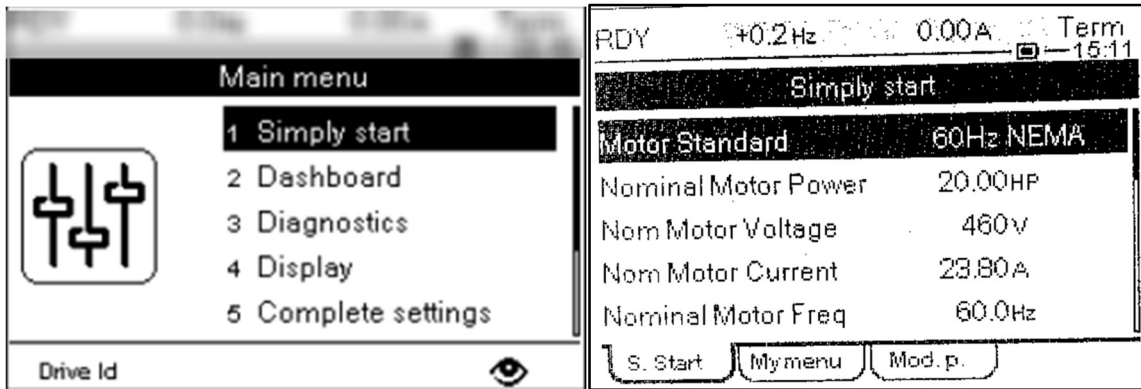 Main menu
1 Simply start
2 Dashboard
3 Diagnostics
4 Display
5 Complete settings
Drive Id
RDY +0.2Hz 0.00A Term
15:11
Simply start
Motor Standard 60Hz NEMA
Nominal Motor Power 20.00HP
Nom Motor Voltage 460V
Nom Motor Current 23.80A
Nominal Motor Freq 60.0Hz
S. Start My menu Mod. p.